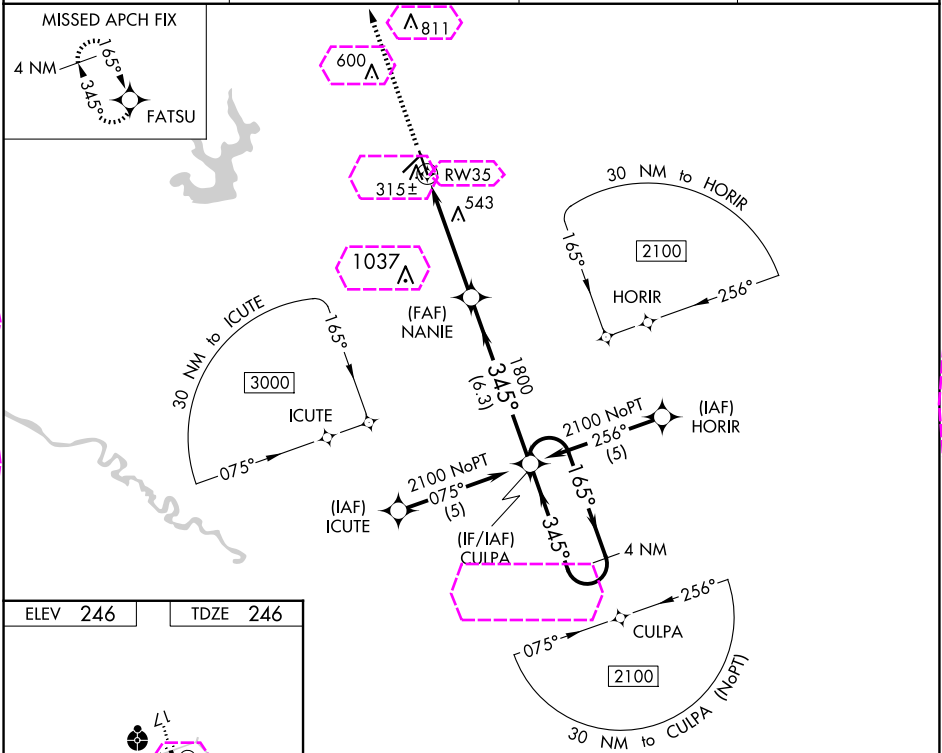 MISSED APCH FIX
4 NM
165°
345°
FATSU
811
600
315±
RW35
543
1037
(FAF)
NANIE
30 NM to HORIR
165°
2100
HORIR
256°
30 NM to ICUTE
165°
3000
ICUTE
075°
1800
345°
(6.3)
2100 NoPT
256°
(5)
(IAF)
HORIR
2100 NoPT
075°
(5)
(IAF)
ICUTE
(IF/IAF)
CULPA
165°
345°
4 NM
256°
075°
CULPA
2100
30 NM to CULPA (NoPT)
ELEV 246
TDZE 246
17